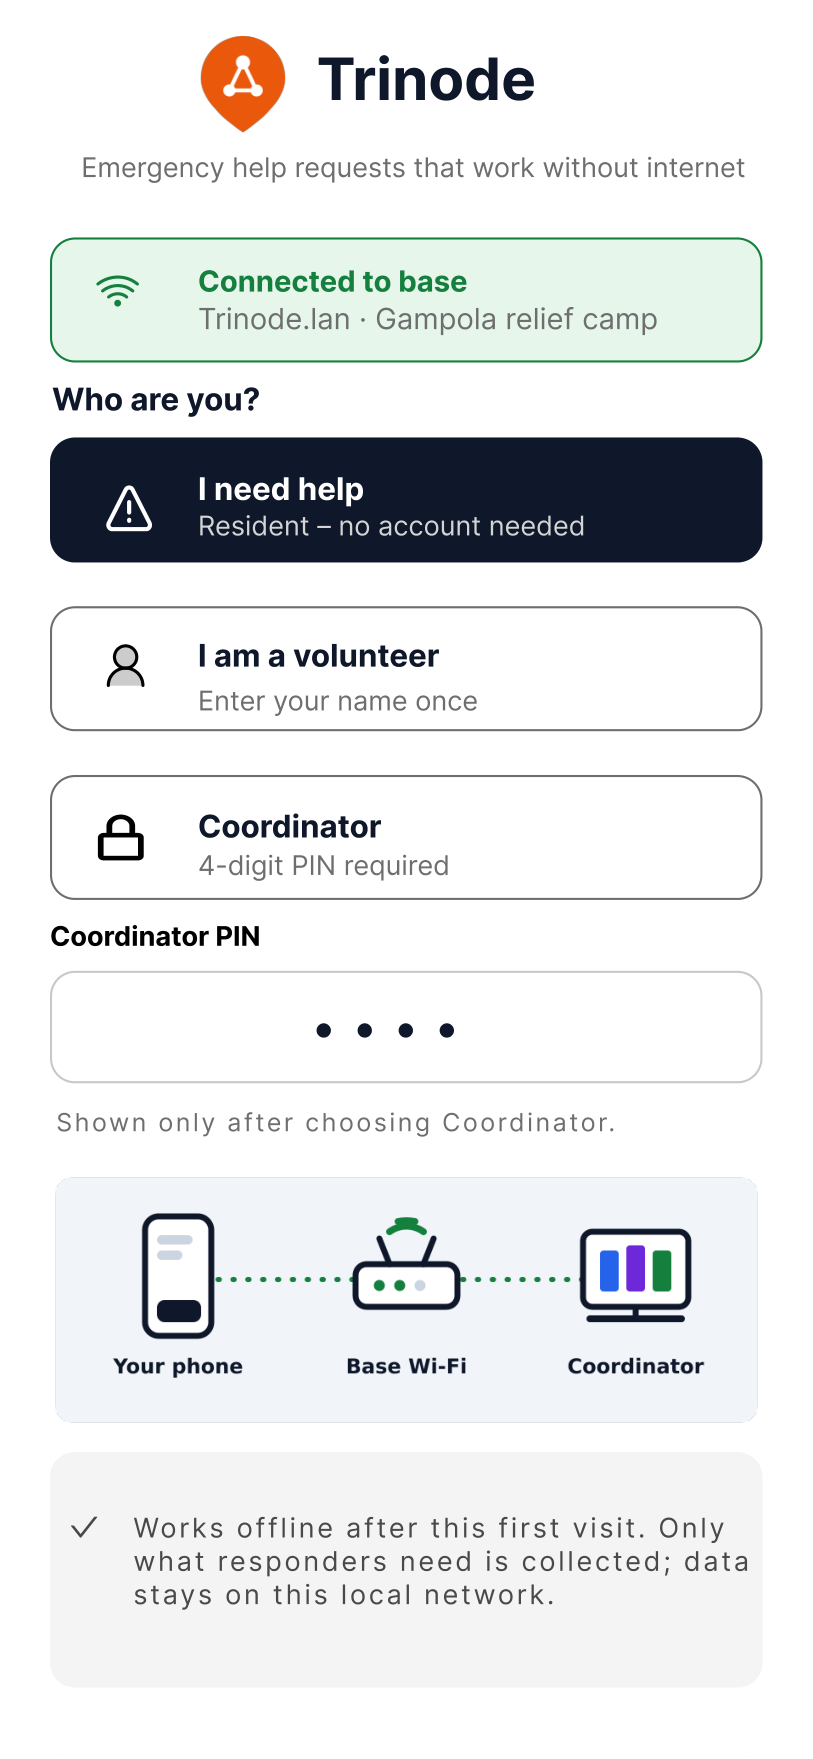 Trinode
Emergency help requests that work without internet
Connected to base
Trinode.lan · Gampola relief camp
Who are you?
I need help
Resident – no account needed
I am a volunteer
Enter your name once
Coordinator
4-digit PIN required
Coordinator PIN
• • • •
Shown only after choosing Coordinator.
Your phone
Base Wi-Fi
Coordinator
Works offline after this first visit. Only
what responders need is collected; data
stays on this local network.